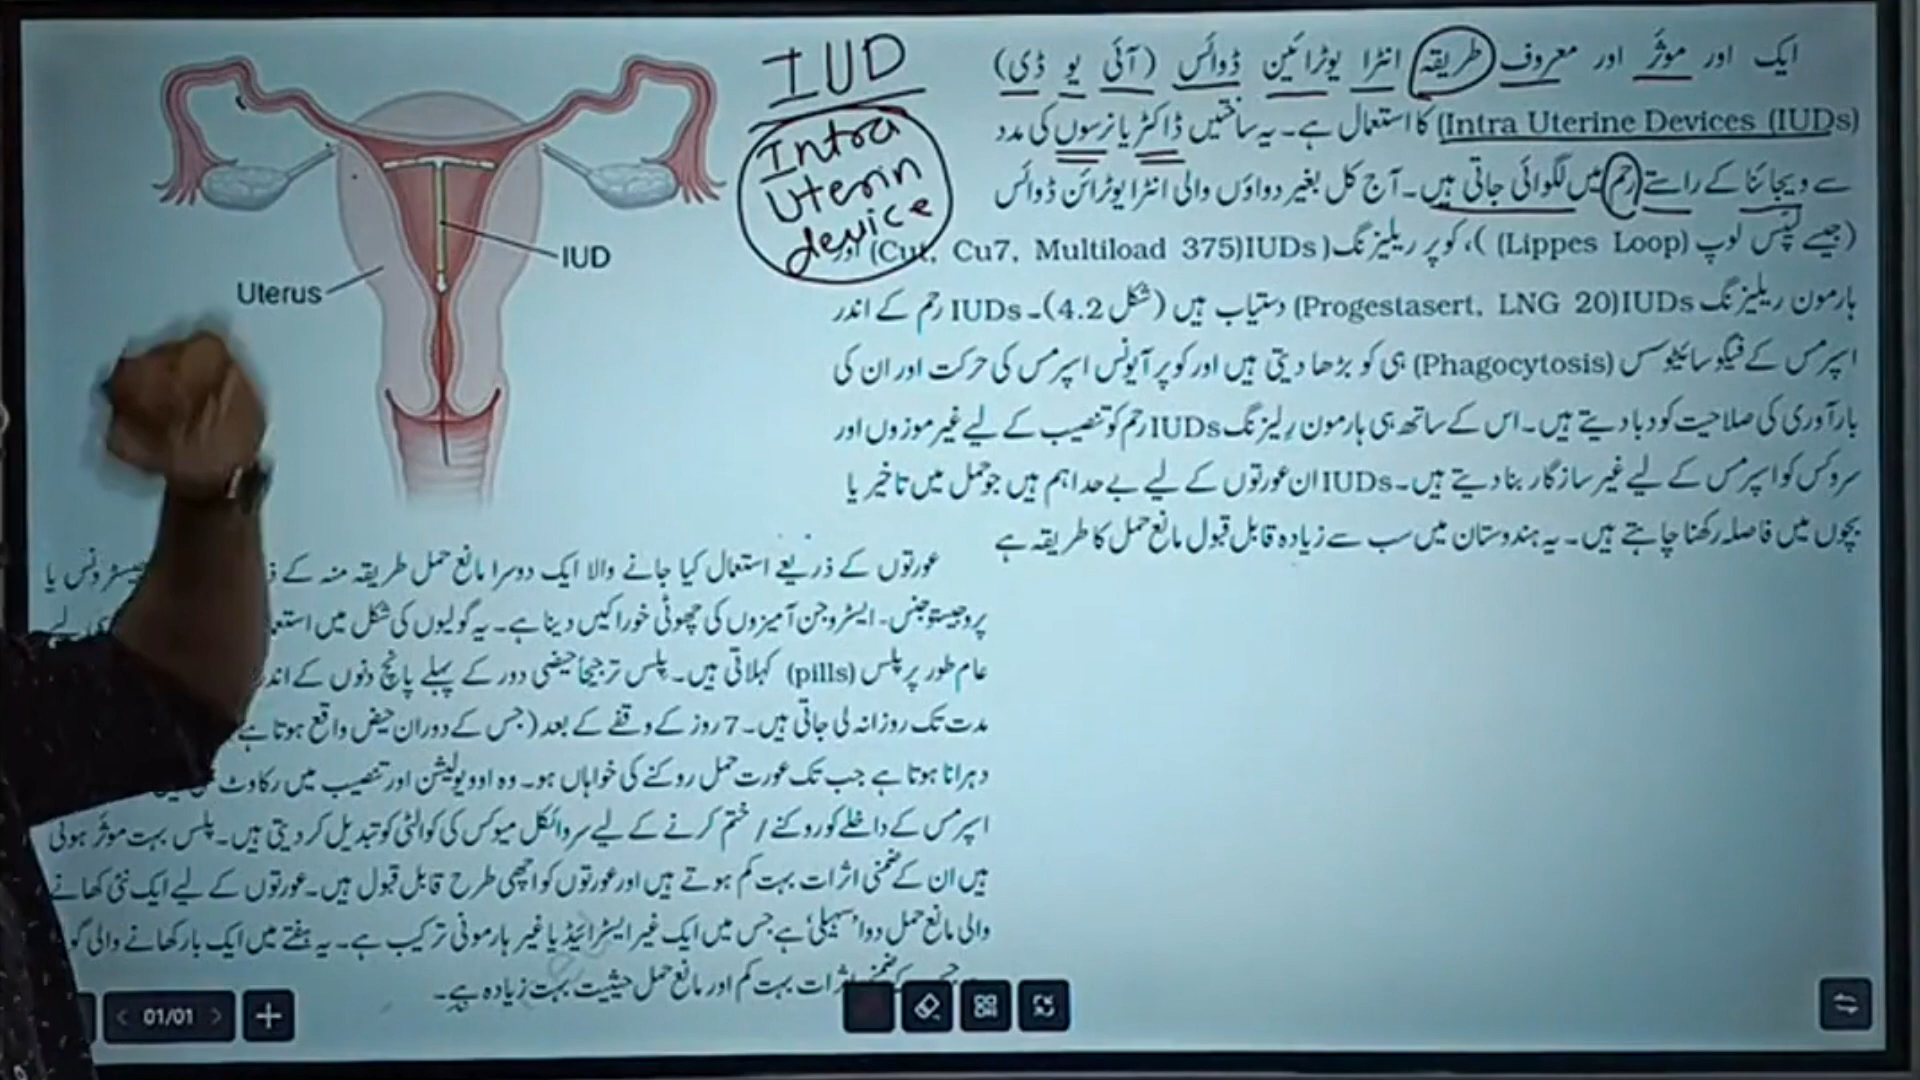 IUD
Intra
Uterin
device
IUD
Uterus
ایک اور مؤثر اور معروف طریقہ انٹرا یوٹرائین ڈوائس (آئی یو ڈی)
Intra Uterine Devices (IUDs)) کا استعمال ہے۔ یہ ساختیں ڈاکٹر یا نرسوں کی مدد
سے ویجائنا کے راستے رحم میں لگوائی جاتی ہیں۔ آج کل بغیر دواؤں والی انٹرا یوٹرائن ڈوائس
(جیسے لپّس لوپ (Lippes Loop) )، کوپر ریلیزنگ IUDs (Cut, Cu7, Multiload 375) اور
ہارمون ریلیزنگ IUDs (Progestasert, LNG 20) دستیاب ہیں (شکل 4.2)۔ IUDs رحم کے اندر
اسپرمس کے فیگوسائیٹوسس (Phagocytosis) ہی کو بڑھا دیتی ہیں اور کوپر آیونس اسپرمس کی حرکت اور ان کی
بارآوری کی صلاحیت کو دبا دیتے ہیں۔ اس کے ساتھ ہی ہارمون ریلیزنگ IUDs رحم کو تنصیب کے لیے غیر موزوں اور
سروکس کو اسپرمس کے لیے غیر سازگار بنا دیتے ہیں۔ IUDs ان عورتوں کے لیے بے حد اہم ہیں جو حمل میں تاخیر یا
بچوں میں فاصلہ رکھنا چاہتے ہیں۔ یہ ہندوستان میں سب سے زیادہ قابل قبول مانع حمل کا طریقہ ہے
عورتوں کے ذریعے استعمال کیا جانے والا ایک دوسرا مانع حمل طریقہ منہ کے یا
پروجیسٹوجنس۔ ایسٹروجن آمیزوں کی چھوٹی خوراکیں دینا ہے۔ یہ گولیوں کی شکل میں کی لیے
عام طور پر پلس (pills) کہلاتی ہیں۔ پلس ترجیحاً حیضی دور کے پہلے پانچ دنوں کے اندر
مدت تک روزانہ لی جاتی ہیں۔ 7 روز کے وقفے کے بعد (جس کے دوران حیض واقع ہوتا ہے
دہرانا ہوتا ہے جب تک عورت حمل روکنے کی خواہاں ہو۔ وہ اوویولیشن اور تنصیب میں رکاوٹ
اسپرمس کے داخلے کو روکنے / ختم کرنے کے لیے سروائکل میوکس کی کوالٹی کو تبدیل کر دیتی ہیں۔ پلس بہت مؤثر ہوتی
ہیں ان کے ضمنی اثرات بہت کم ہوتے ہیں اور عورتوں کو اچھی طرح قابل قبول ہیں۔ عورتوں کے لیے ایک نئی کھانے
والی مانع حمل دوا 'سہیلی' ہے جس میں ایک غیر ایسٹرائیڈ یا غیر ہارمونی ترکیب ہے۔ یہ ہفتے میں ایک بار کھانے والی
اثرات بہت کم اور مانع حمل حیثیت بہت زیادہ ہے۔
01/01